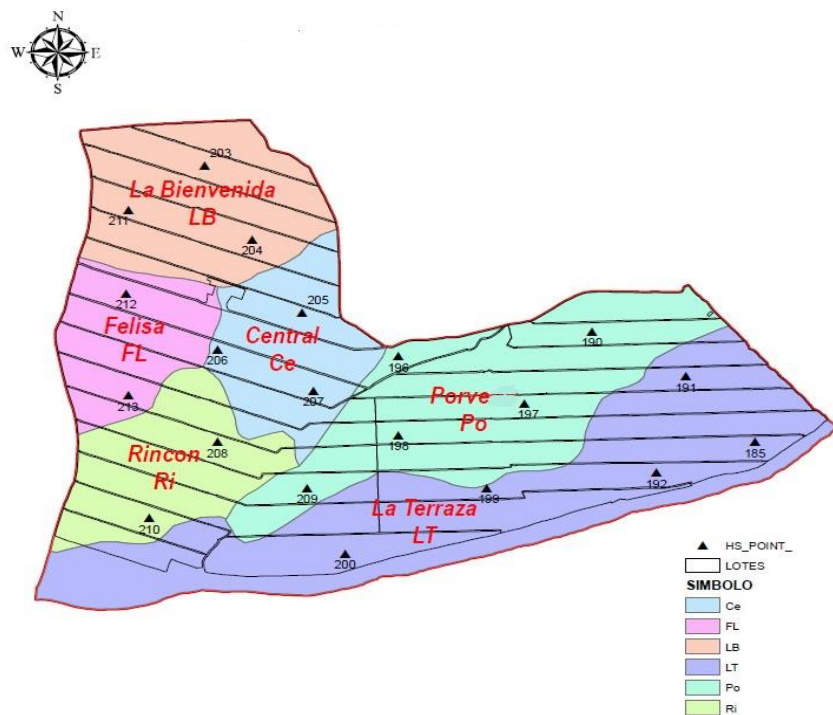 N
W E
S
203
La Bienvenida
LB
211
204
212
205
Felisa
FL
Central
Ce
206
196
190
213
207
Porve
Po
197
191
198
Rincon
Ri
208
185
192
209
199
La Terraza
LT
210
200
HS_POINT_
LOTES
SIMBOLO
Ce
FL
LB
LT
Po
Ri